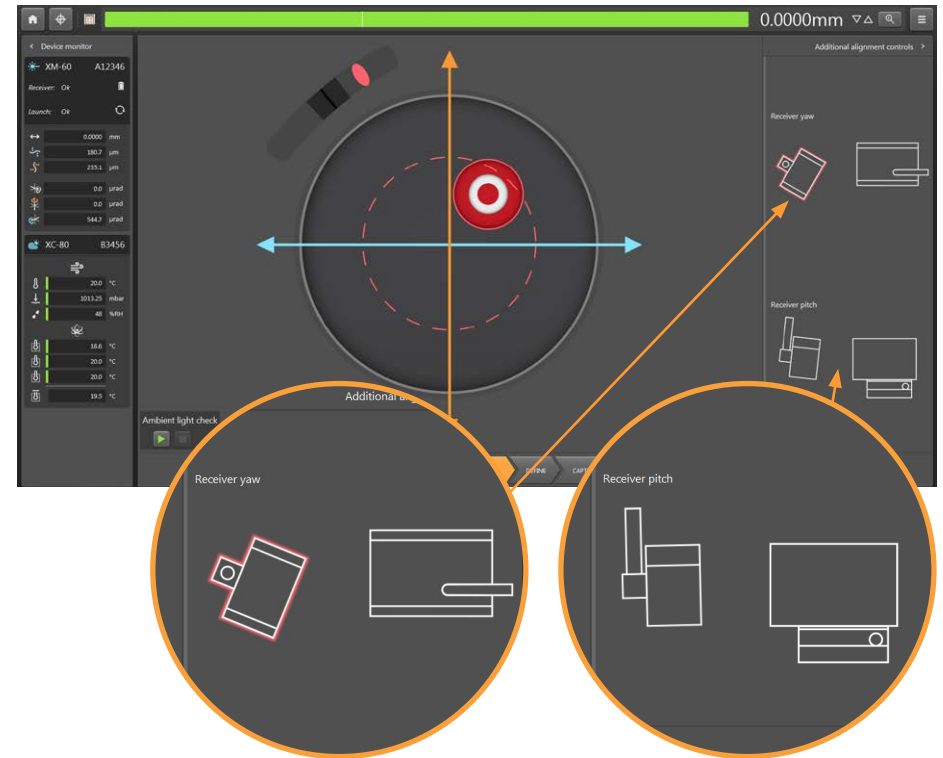 0.0000mm
Device monitor
Additional alignment controls
XM-60 A12346
Receiver: Ok
Launch: Ok
0.0000 mm
180.7 µm
235.1 µm
0.0 µrad
0.0 µrad
544.7 µrad
XC-80 B3456
20.0 °C
1013.25 mbar
48 %RH
18.6 °C
20.0 °C
20.0 °C
19.5 °C
Receiver yaw
Receiver pitch
Additional
Ambient light check
DEFINE
Receiver yaw
Receiver pitch